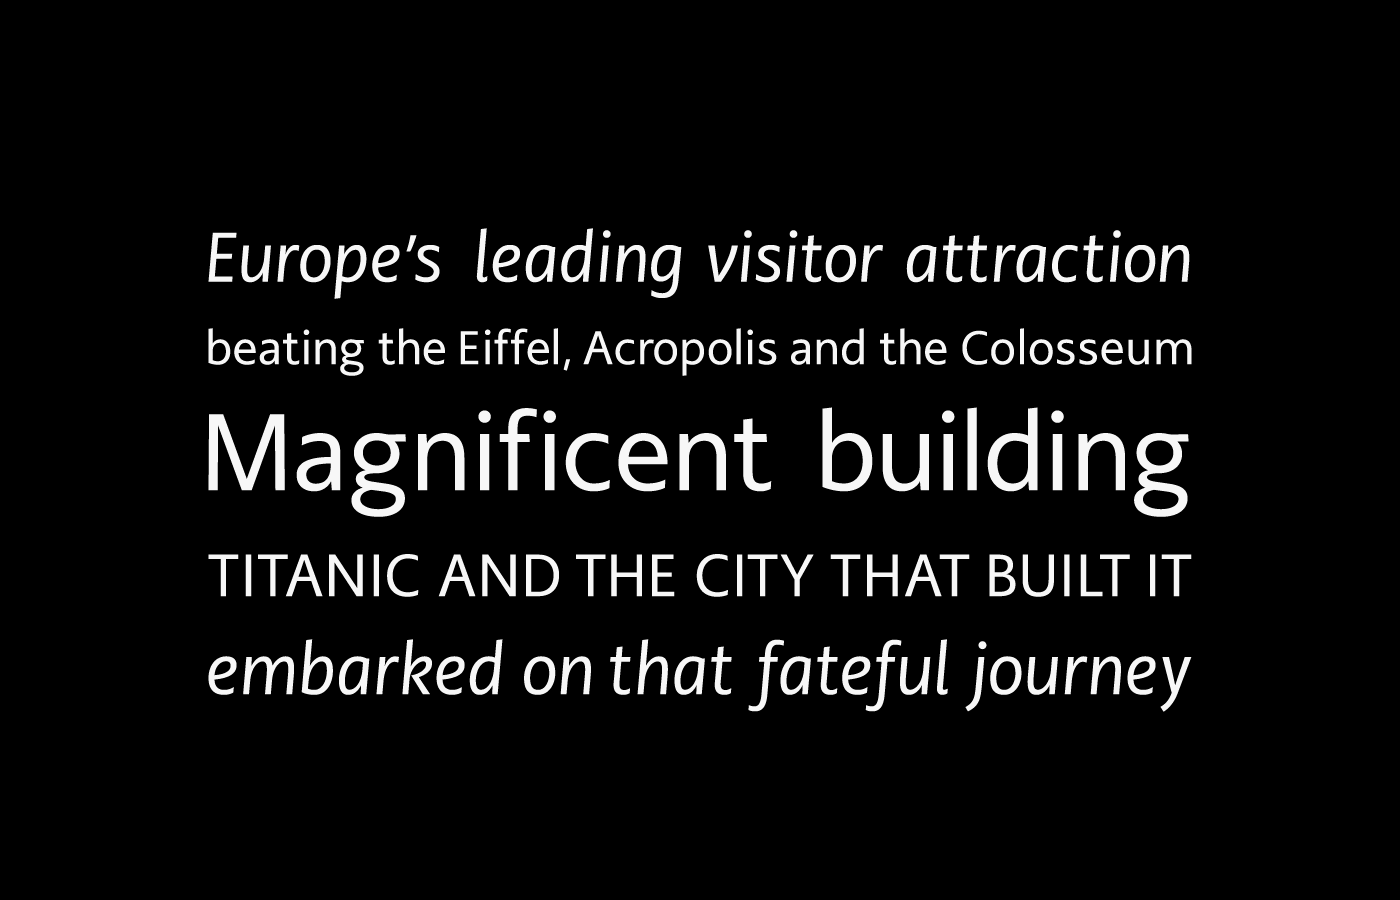 Europe’s leading visitor attraction
beating the Eiffel, Acropolis and the Colosseum
Magnificent building
TITANIC AND THE CITY THAT BUILT IT
embarked on that fateful journey